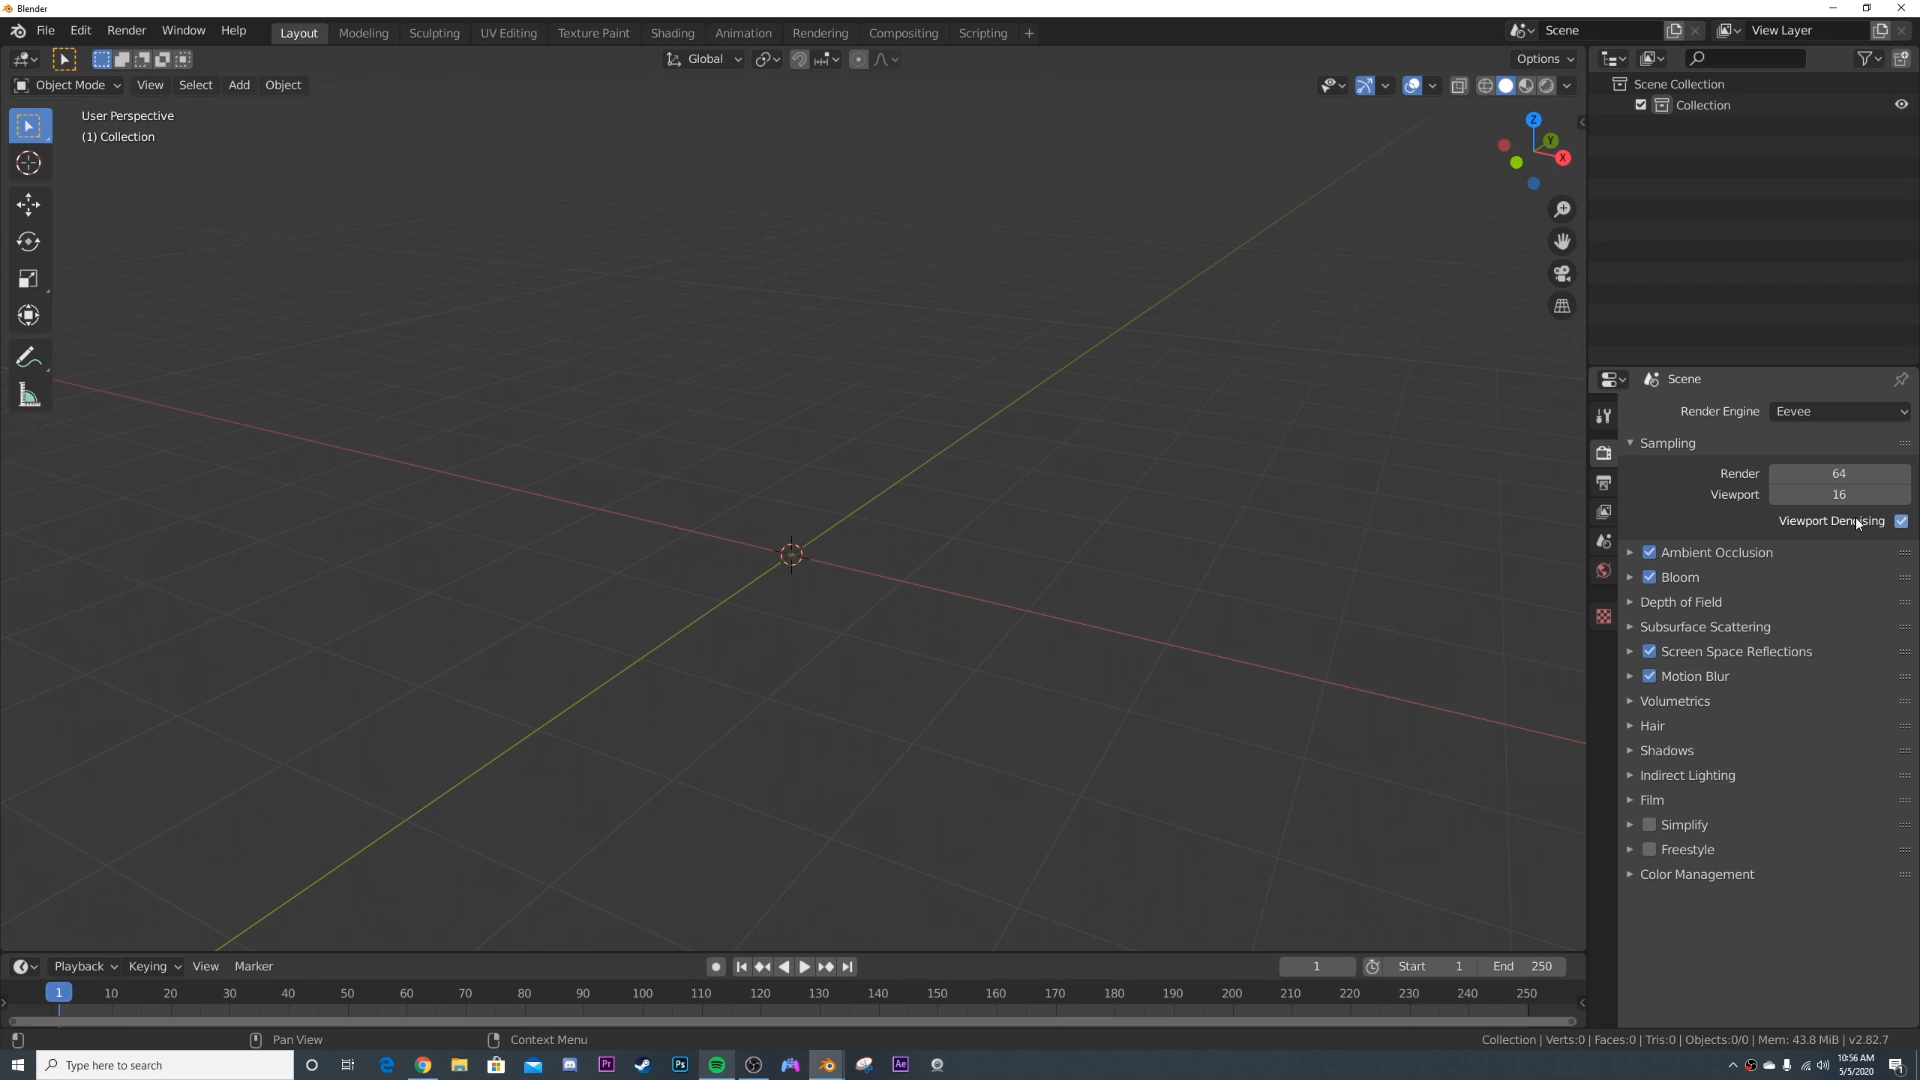 Blender
File Edit Render Window Help Layout Modeling Sculpting UV Editing Texture Paint Shading Animation Rendering Compositing Scripting + Scene View Layer
Global Options
Object Mode View Select Add Object
User Perspective
(1) Collection
Z
Y
X
Scene Collection
Collection
Scene
Render Engine Eevee
Sampling
Render 64
Viewport 16
Viewport Denoising
Ambient Occlusion
Bloom
Depth of Field
Subsurface Scattering
Screen Space Reflections
Motion Blur
Volumetrics
Hair
Shadows
Indirect Lighting
Film
Simplify
Freestyle
Color Management
Playback Keying View Marker 1 Start 1 End 250
1 10 20 30 40 50 60 70 80 90 100 110 120 130 140 150 160 170 180 190 200 210 220 230 240 250
Pan View Context Menu Collection | Verts:0 | Faces:0 | Tris:0 | Objects:0/0 | Mem: 43.8 MiB | v2.82.7
Type here to search Pr Ps Ae 10:56 AM
5/5/2020